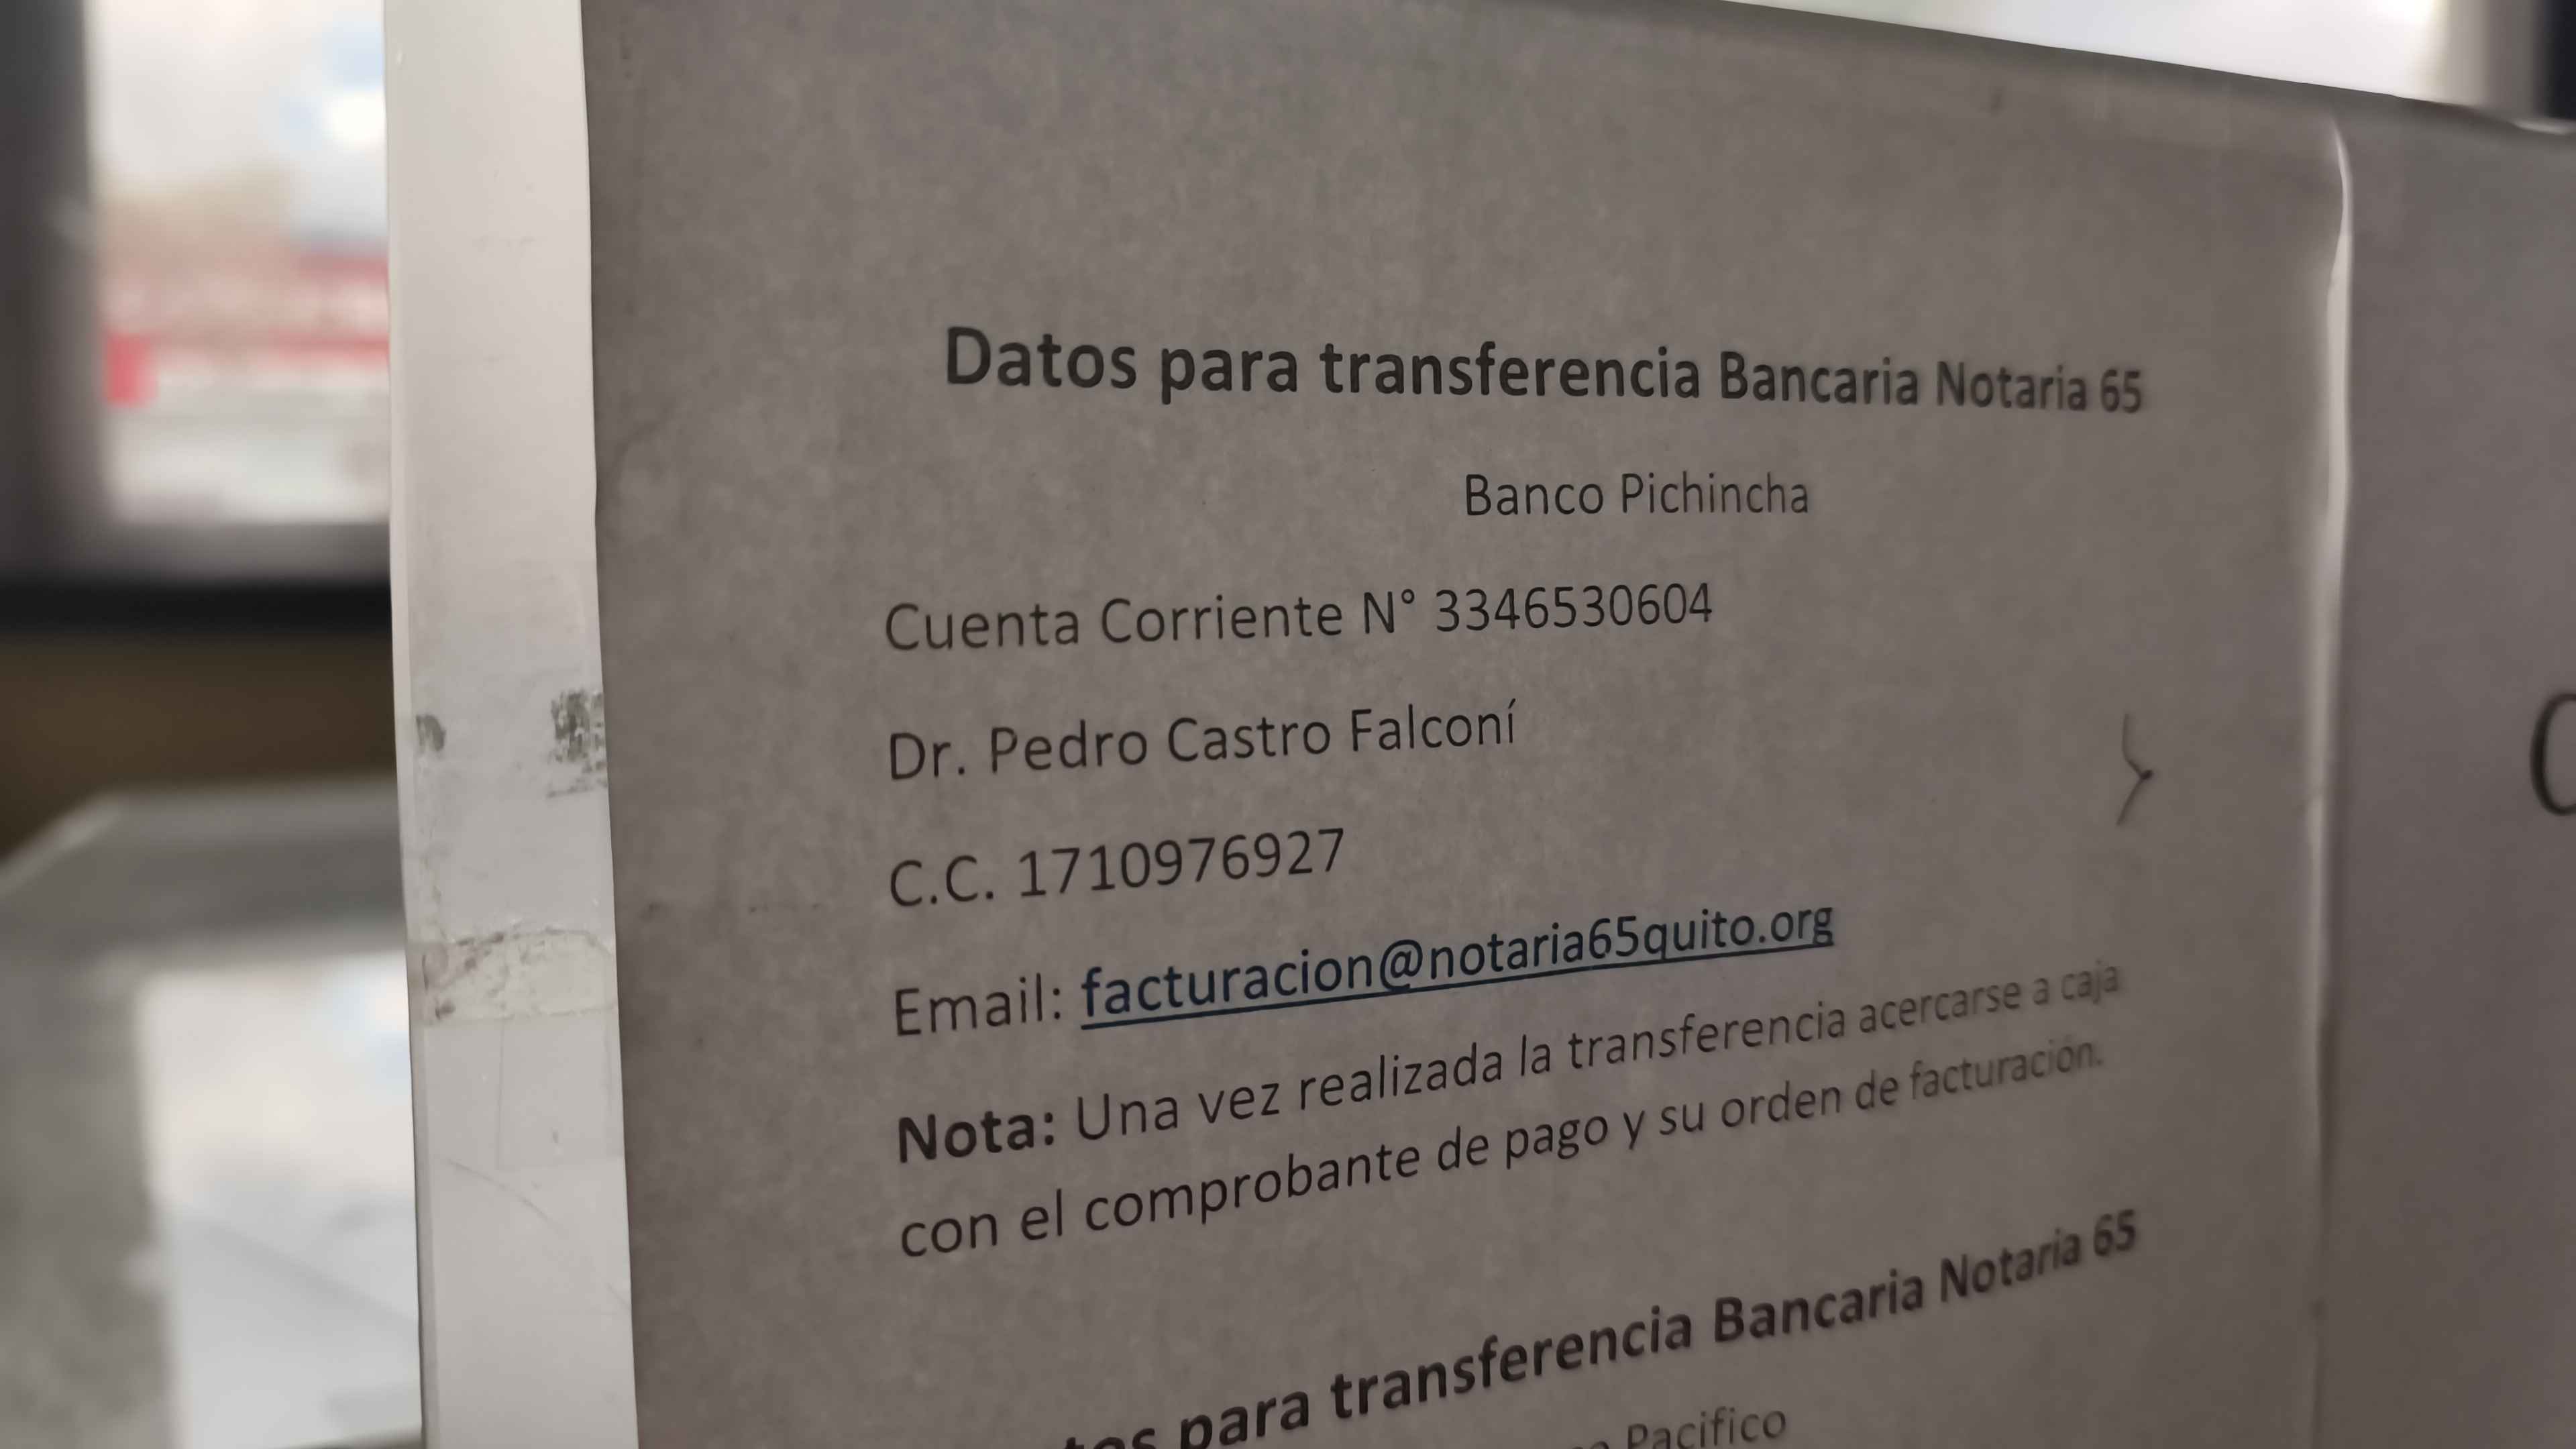 Datos para transferencia Bancaria Notaria 65
Banco Pichincha
Cuenta Corriente N° 3346530604
Dr. Pedro Castro Falconí
C.C. 1710976927
Email: facturacion@notaria65quito.org
Nota: Una vez realizada la transferencia acercarse a caja
con el comprobante de pago y su orden de facturación.
para transferencia Bancaria Notaria 65
Pacifico